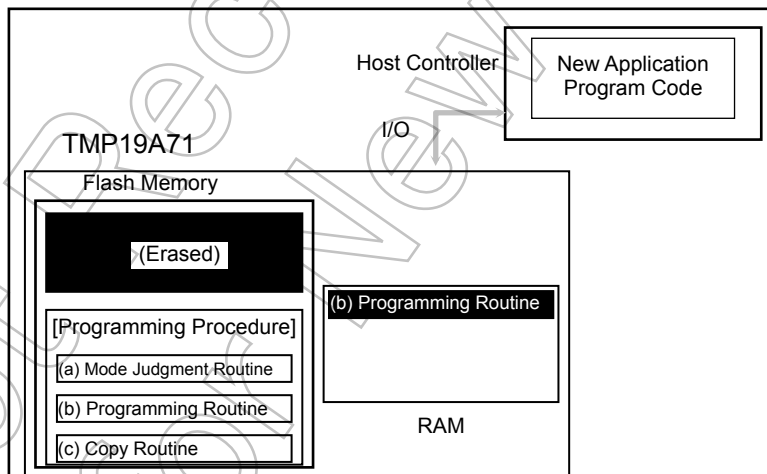 Host Controller
New Application
Program Code
I/O
TMP19A71
Flash Memory
(Erased)
(b) Programming Routine
[Programming Procedure]
(a) Mode Judgment Routine
(b) Programming Routine
(c) Copy Routine
RAM